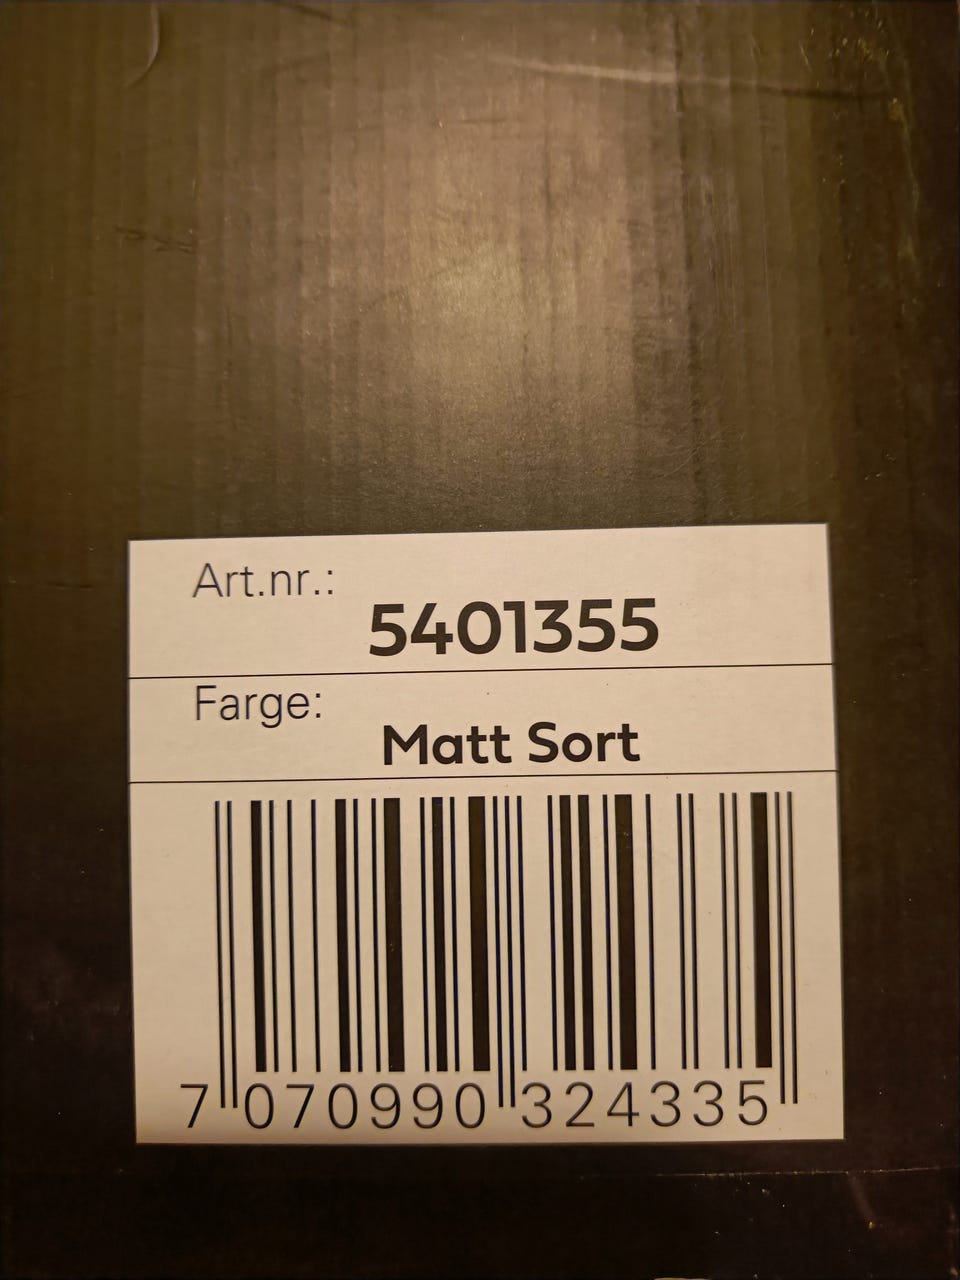 Art.nr.:
5401355
Farge:
Matt Sort
7 070990 324335